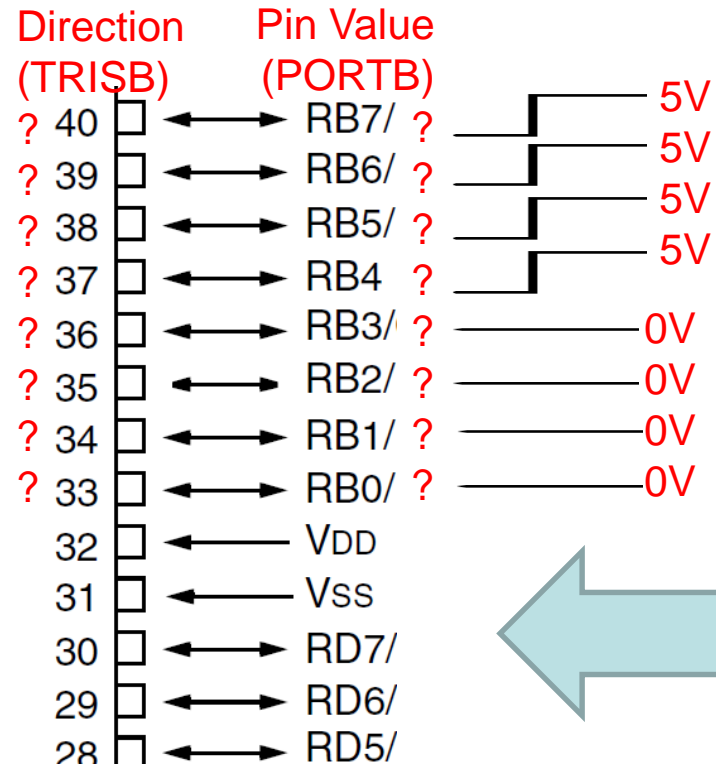 Direction Pin Value
(TRISB) (PORTB)
? 40 RB7/ ? 5V
? 39 RB6/ ? 5V
? 38 RB5/ ? 5V
? 37 RB4 ? 5V
? 36 RB3/ ? 0V
? 35 RB2/ ? 0V
? 34 RB1/ ? 0V
? 33 RB0/ ? 0V
32 VDD
31 VSS
30 RD7/
29 RD6/
28 RD5/